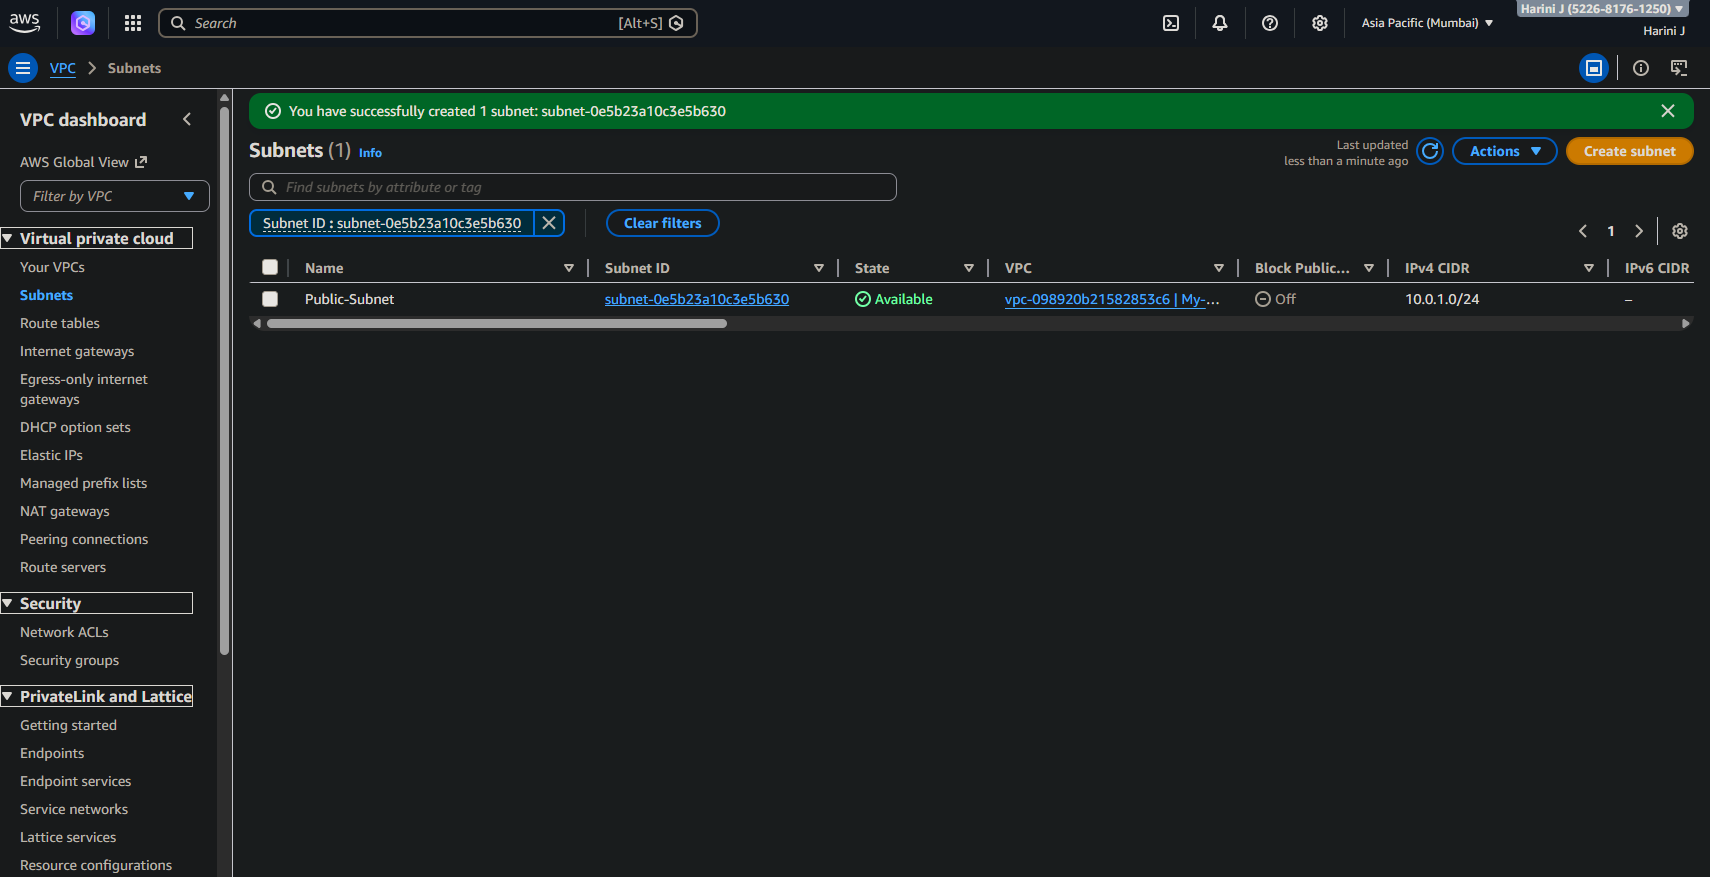 aws
Search [Alt+S]
Asia Pacific (Mumbai)
Harini J (5226-8176-1250)
Harini J
VPC > Subnets
VPC dashboard
AWS Global View
Filter by VPC
Virtual private cloud
Your VPCs
Subnets
Route tables
Internet gateways
Egress-only internet
gateways
DHCP option sets
Elastic IPs
Managed prefix lists
NAT gateways
Peering connections
Route servers
Security
Network ACLs
Security groups
PrivateLink and Lattice
Getting started
Endpoints
Endpoint services
Service networks
Lattice services
Resource configurations
You have successfully created 1 subnet: subnet-0e5b23a10c3e5b630
Subnets (1) Info
Last updated
less than a minute ago
Actions
Create subnet
Find subnets by attribute or tag
Subnet ID : subnet-0e5b23a10c3e5b630
Clear filters
1
Name Subnet ID State VPC Block Public... IPv4 CIDR IPv6 CIDR
Public-Subnet subnet-0e5b23a10c3e5b630 Available vpc-098920b21582853c6 | My-... Off 10.0.1.0/24 –